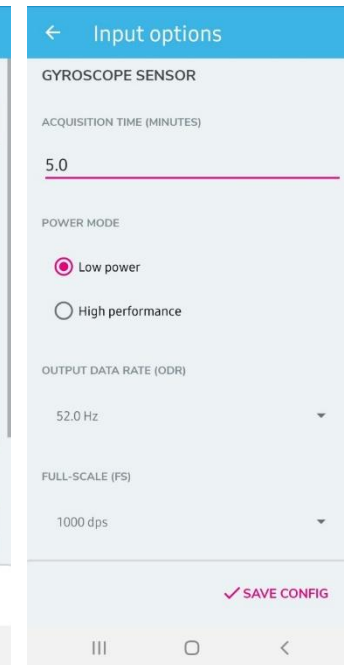 Input options
GYROSCOPE SENSOR
ACQUISITION TIME (MINUTES)
5.0
POWER MODE
Low power
High performance
OUTPUT DATA RATE (ODR)
52.0 Hz
FULL-SCALE (FS)
1000 dps
SAVE CONFIG